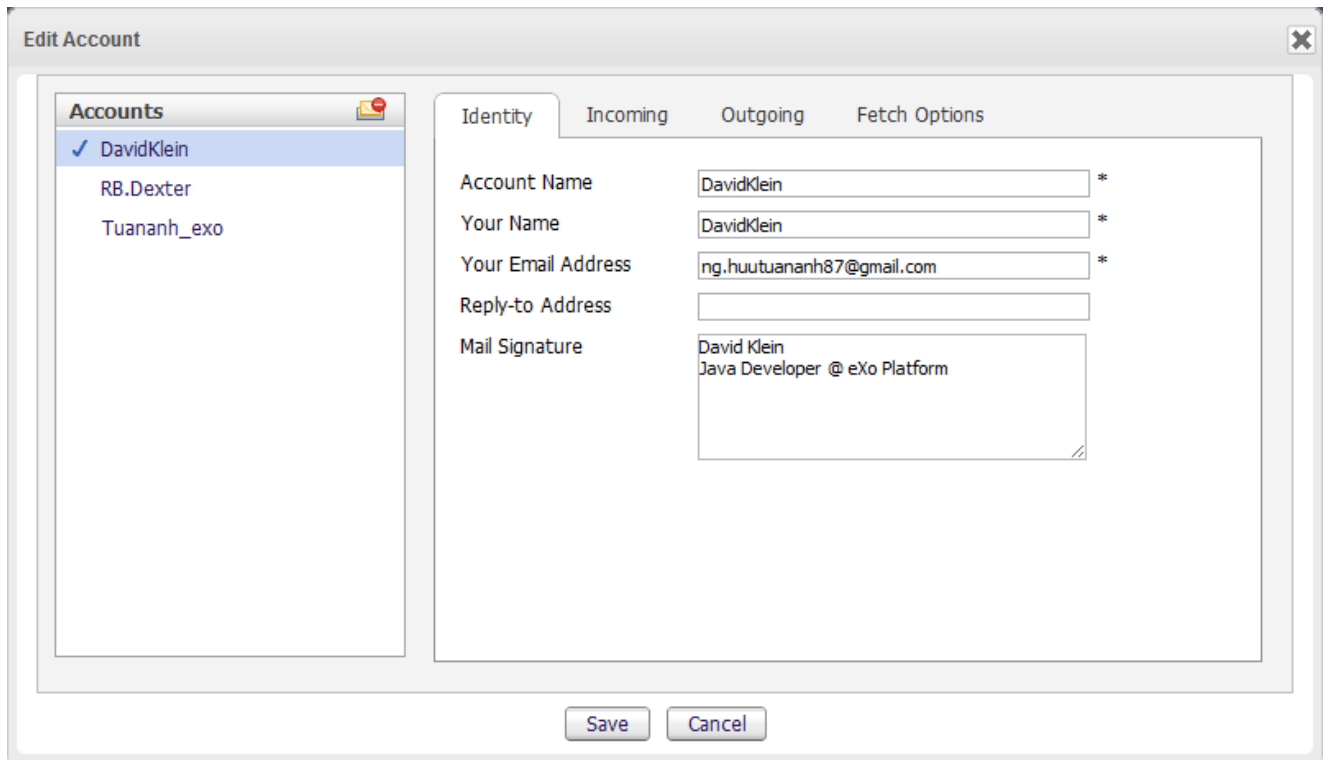 Edit Account
Accounts
DavidKlein
RB.Dexter
Tuananh_exo
Identity Incoming Outgoing Fetch Options
Account Name DavidKlein *
Your Name DavidKlein *
Your Email Address ng.huutuananh87@gmail.com *
Reply-to Address
Mail Signature David Klein
Java Developer @ eXo Platform
Save Cancel